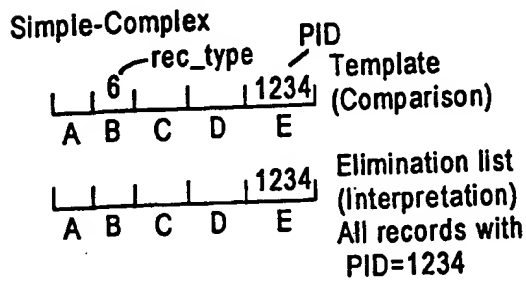 Simple-Complex
PID
6 rec_type
1234 Template
(Comparison)
A B C D E
1234 Elimination list
(Interpretation)
A B C D E
All records with
PID=1234